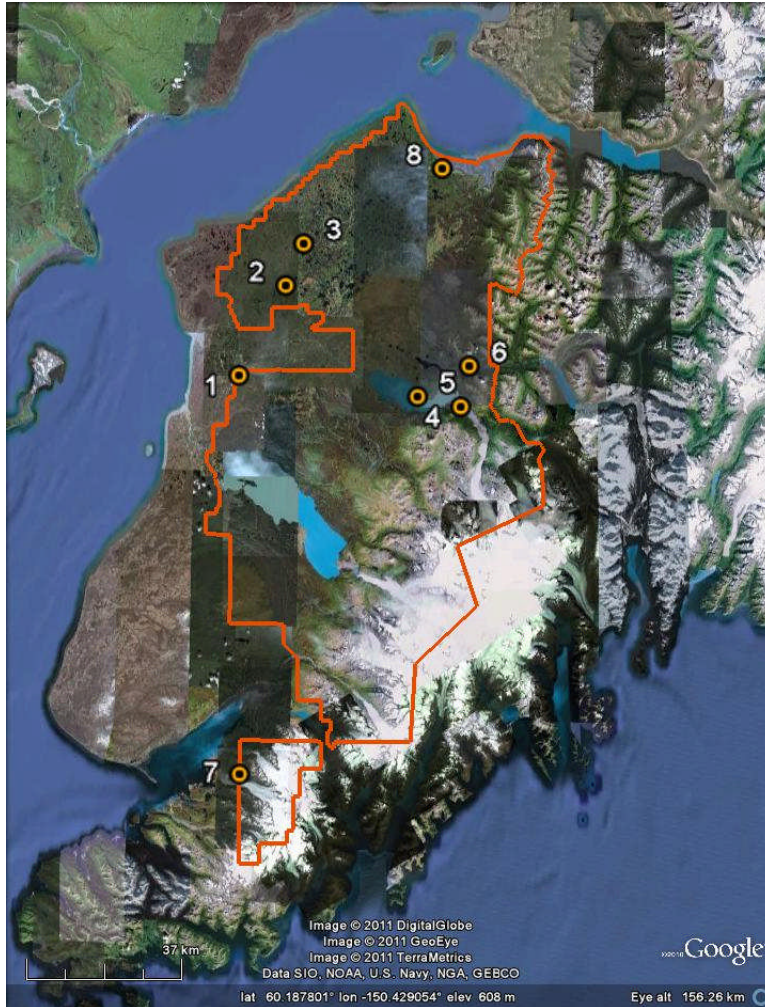 8
3
2
6
1
5
4
7
Image © 2011 DigitalGlobe
Image © 2011 GeoEye
Image © 2011 TerraMetrics
Data SIO, NOAA, U.S. Navy, NGA, GEBCO
37 km
©2010 Google
lat 60.187801° lon -150.429054° elev 608 m
Eye alt 156.26 km